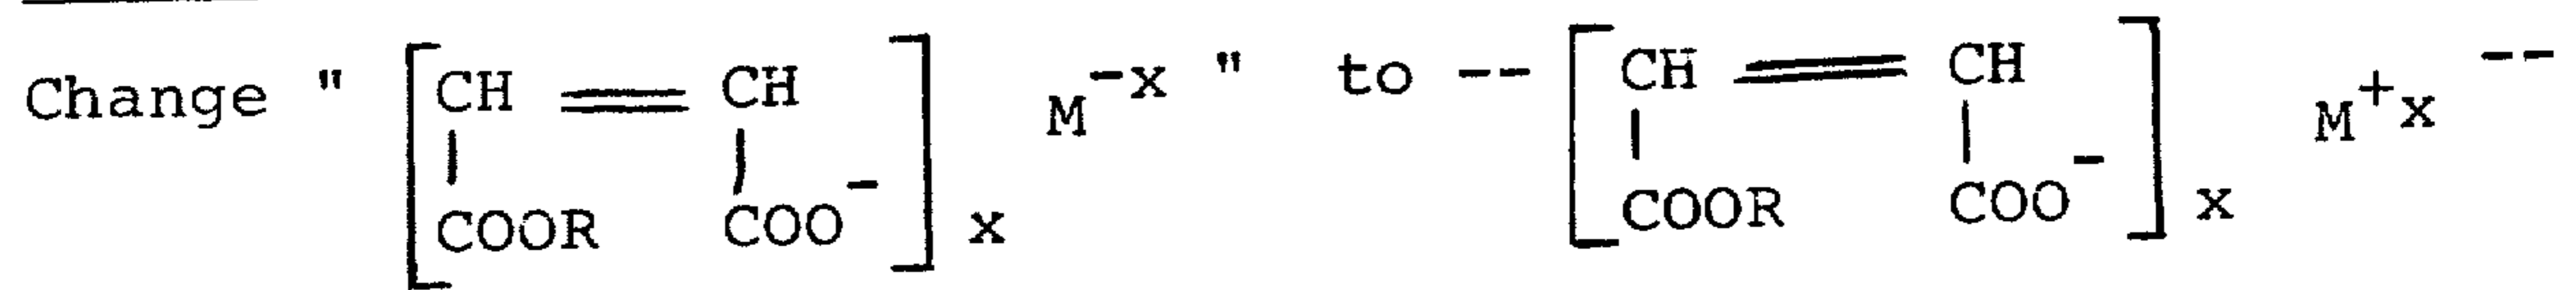 Change " [ CH == CH ] M^-x " to -- [ CH == CH ] M^+x --
| | | |
COOR COO^- x COOR COO^- x